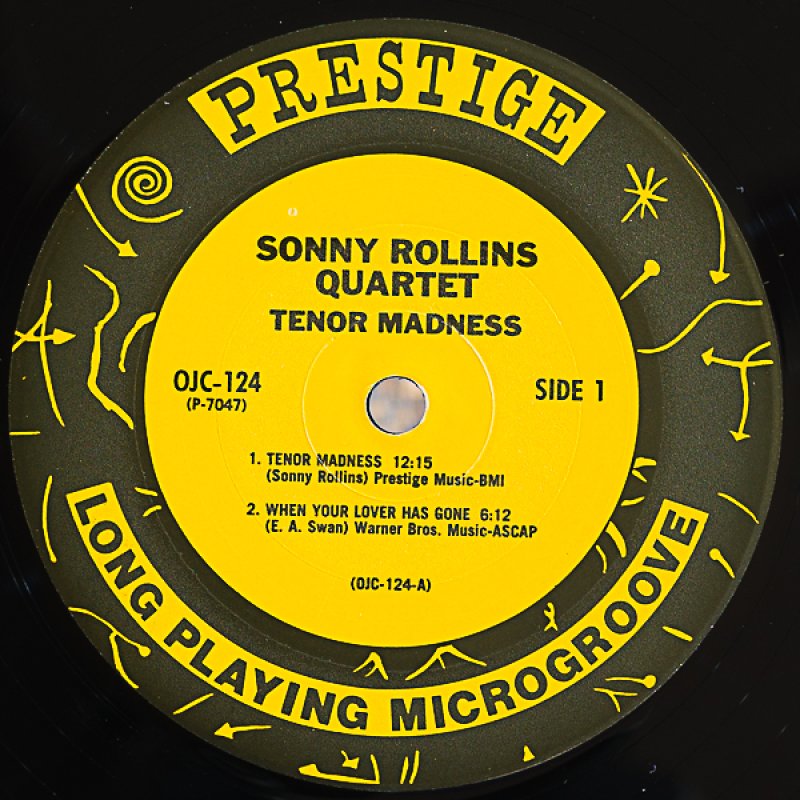 PRESTIGE
SONNY ROLLINS
QUARTET
TENOR MADNESS
OJC-124
(P-7047)
SIDE 1
1. TENOR MADNESS 12:15
(Sonny Rollins) Prestige Music-BMI
2. WHEN YOUR LOVER HAS GONE 6:12
(E. A. Swan) Warner Bros. Music-ASCAP
(OJC-124-A)
LONG PLAYING MICROGROOVE